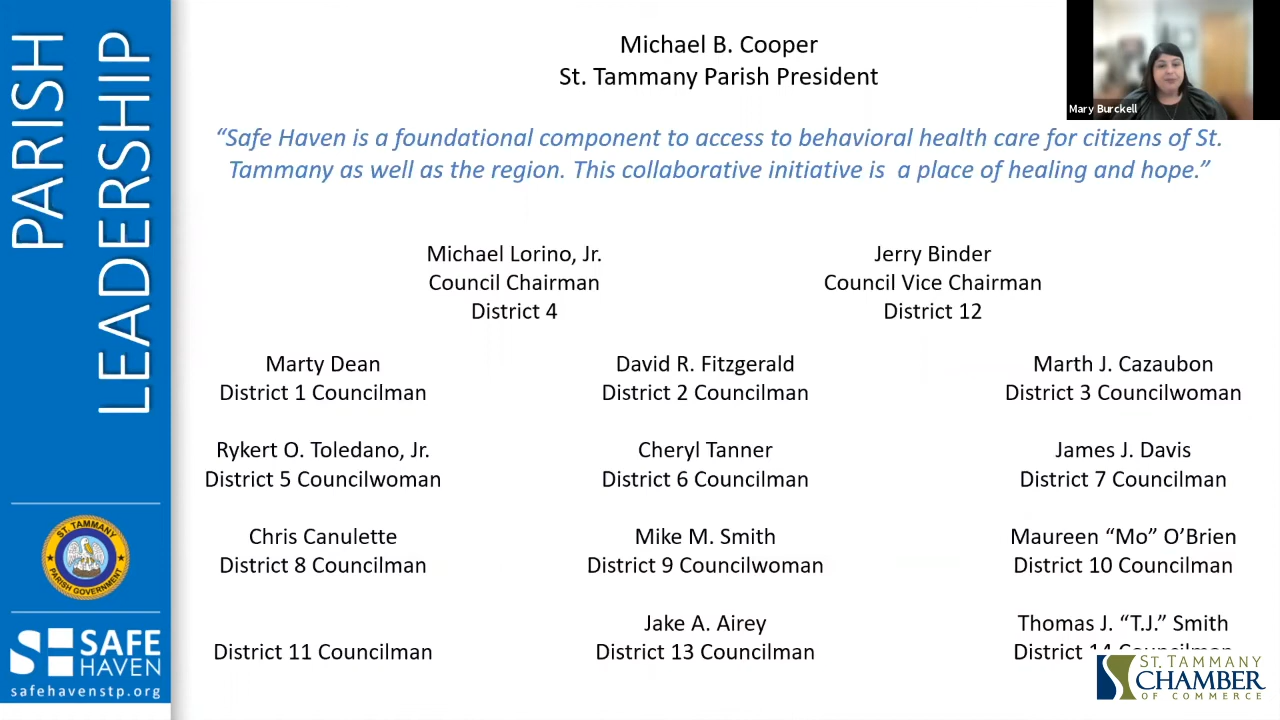 PARISH
LEADERSHIP
Michael B. Cooper
St. Tammany Parish President
Mary Burckell
“Safe Haven is a foundational component to access to behavioral health care for citizens of St.
Tammany as well as the region. This collaborative initiative is a place of healing and hope.”
Michael Lorino, Jr.
Council Chairman
District 4
Jerry Binder
Council Vice Chairman
District 12
Marty Dean
District 1 Councilman
David R. Fitzgerald
District 2 Councilman
Marth J. Cazaubon
District 3 Councilwoman
Rykert O. Toledano, Jr.
District 5 Councilwoman
Cheryl Tanner
District 6 Councilman
James J. Davis
District 7 Councilman
Chris Canulette
District 8 Councilman
Mike M. Smith
District 9 Councilwoman
Maureen “Mo” O’Brien
District 10 Councilman
District 11 Councilman
Jake A. Airey
District 13 Councilman
Thomas J. “T.J.” Smith
District 14 Councilman
ST. TAMMANY
PARISH GOVERNMENT
SAFE
HAVEN
safehavenstp.org
ST. TAMMANY
CHAMBER
OF COMMERCE